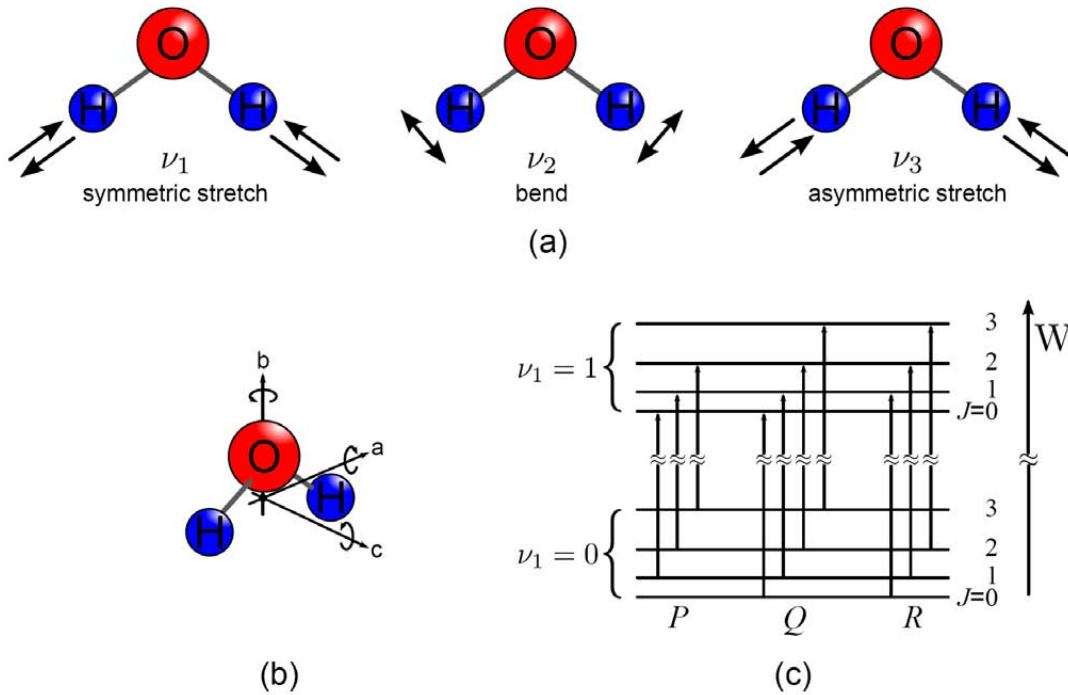 O O O
H H H H H H
ν₁ ν₂ ν₃
symmetric stretch bend asymmetric stretch
(a)
b
O
a
H
H
c
(b)
3
W
ν₁ = 1
2
1
J=0
3
ν₁ = 0
2
1
J=0
P Q R
(c)